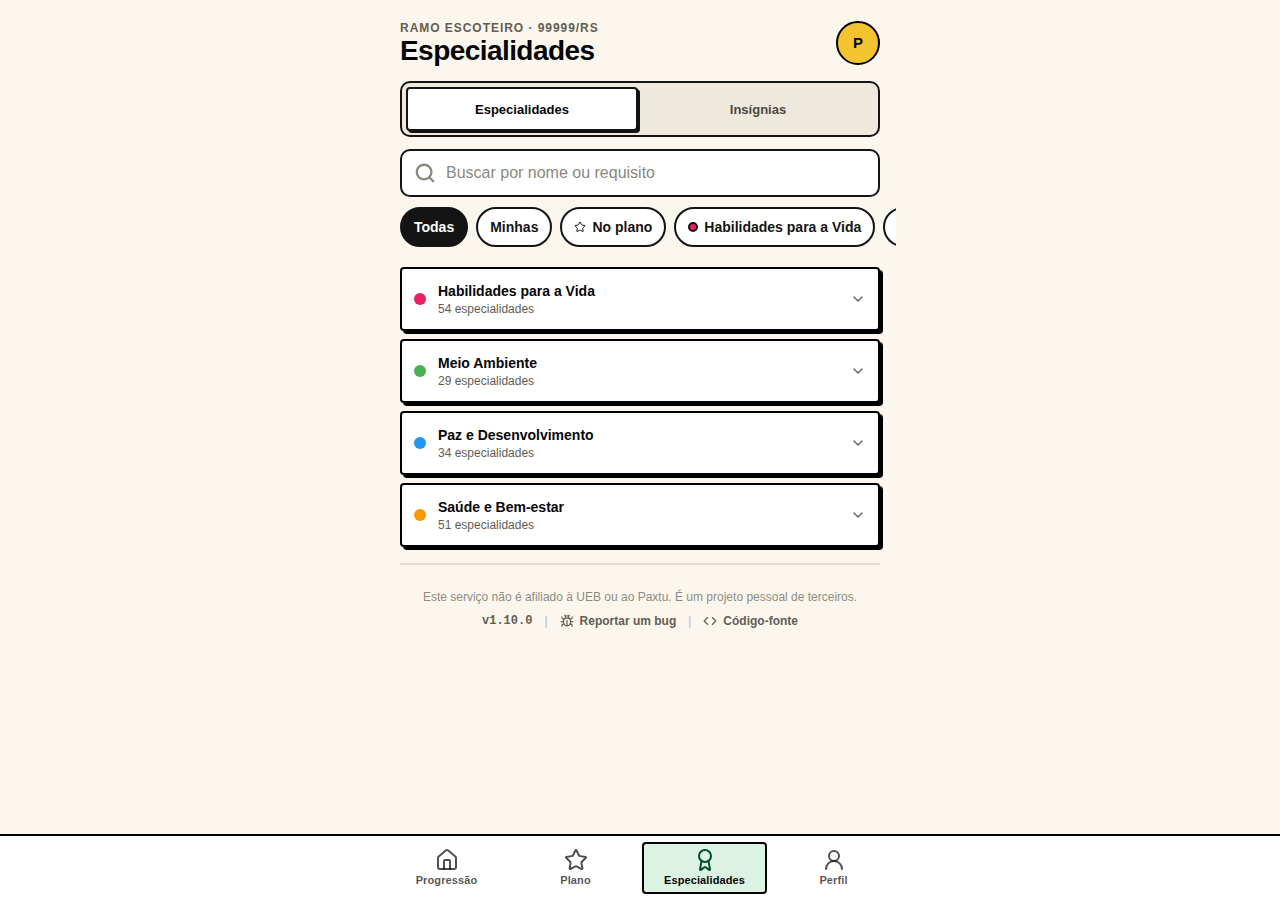 RAMO ESCOTEIRO · 99999/RS
Especialidades
P
Especialidades
Insígnias
Buscar por nome ou requisito
Todas
Minhas
No plano
Habilidades para a Vida
Habilidades para a Vida
54 especialidades
Meio Ambiente
29 especialidades
Paz e Desenvolvimento
34 especialidades
Saúde e Bem-estar
51 especialidades
Este serviço não é afiliado à UEB ou ao Paxtu. É um projeto pessoal de terceiros.
v1.10.0 | Reportar um bug | Código-fonte
Progressão
Plano
Especialidades
Perfil